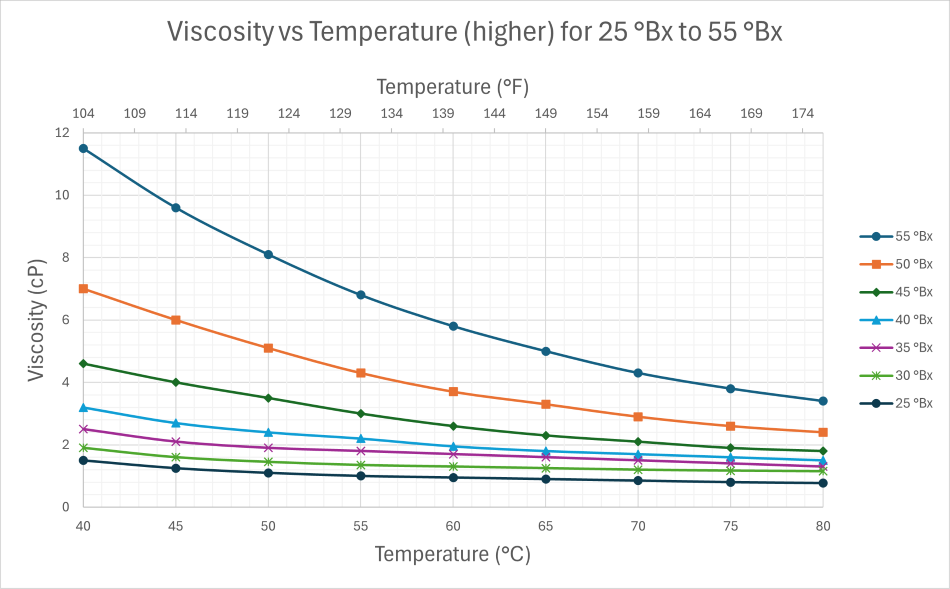 Viscosity vs Temperature (higher) for 25 °Bx to 55 °Bx
Temperature (°F)
104 109 114 119 124 129 134 139 144 149 154 159 164 169 174
12
10
8
6
4
2
0
Viscosity (cP)
40 45 50 55 60 65 70 75 80
Temperature (°C)
55 °Bx
50 °Bx
45 °Bx
40 °Bx
35 °Bx
30 °Bx
25 °Bx